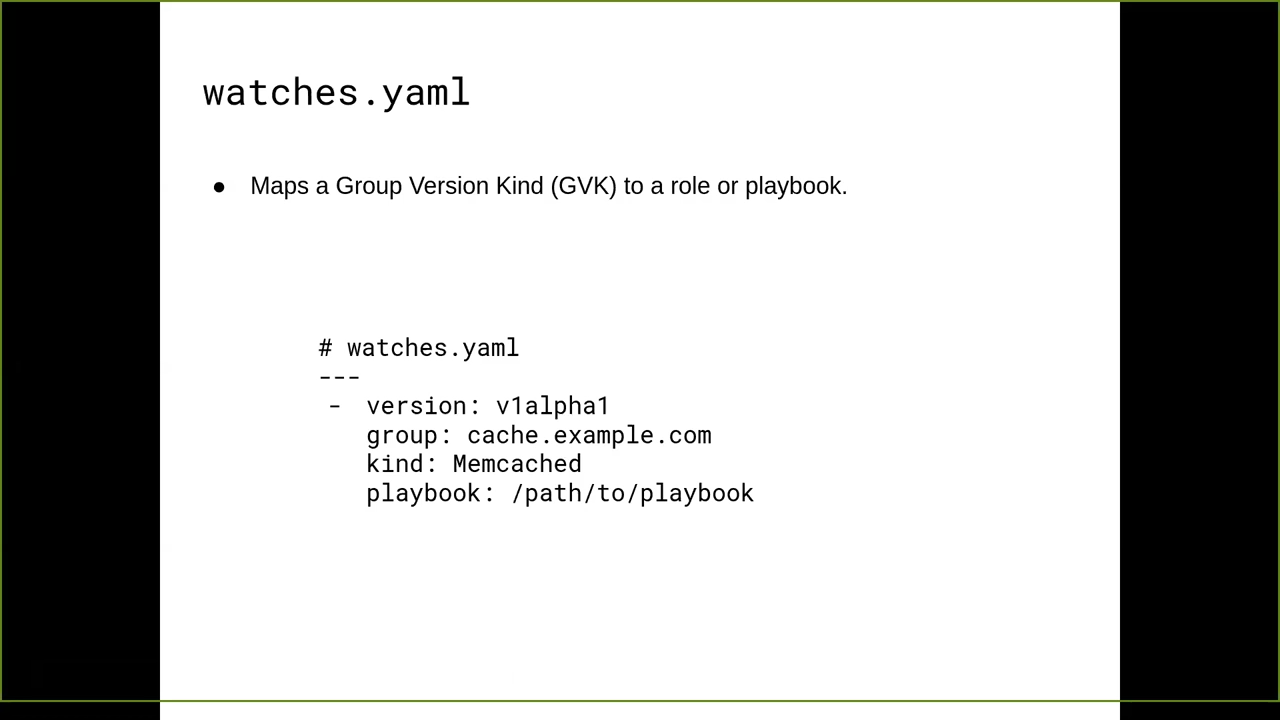 watches.yaml
● Maps a Group Version Kind (GVK) to a role or playbook.
# watches.yaml
---
- version: v1alpha1
group: cache.example.com
kind: Memcached
playbook: /path/to/playbook